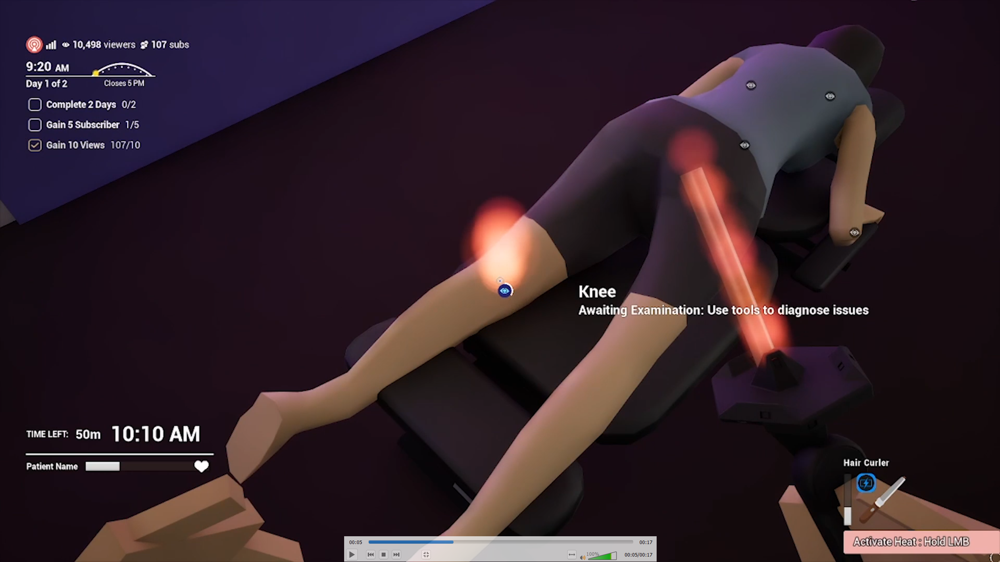 10,498 viewers 107 subs
9:20 AM
Day 1 of 2 Closes 5 PM
Complete 2 Days 0/2
Gain 5 Subscriber 1/5
Gain 10 Views 107/10
Knee
Awaiting Examination: Use tools to diagnose issues
TIME LEFT: 50m 10:10 AM
Patient Name
Hair Curler
Activate Heat : Hold LMB
00:05 00:17
100% 00:05/00:17